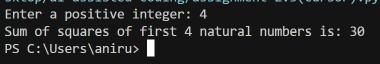 Enter a positive integer: 4
Sum of squares of first 4 natural numbers is: 30
PS C:\Users\aniru>